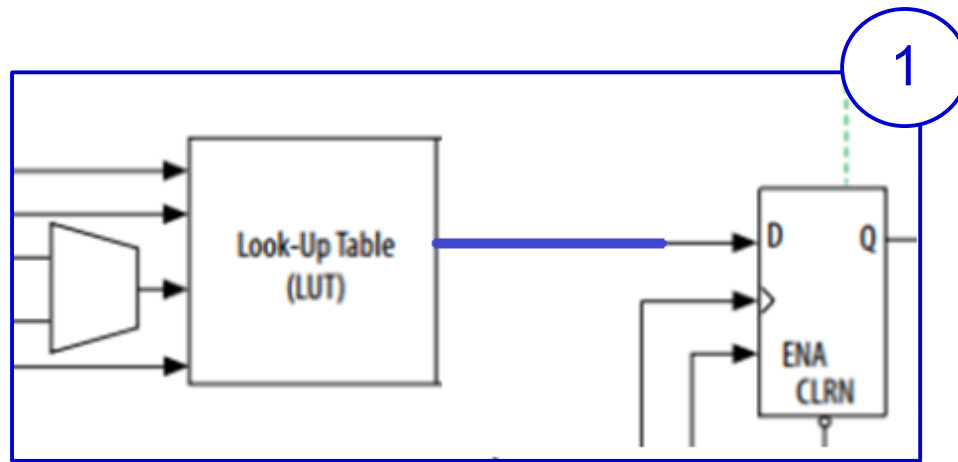 1
Look-Up Table
(LUT)
D Q
ENA
CLRN